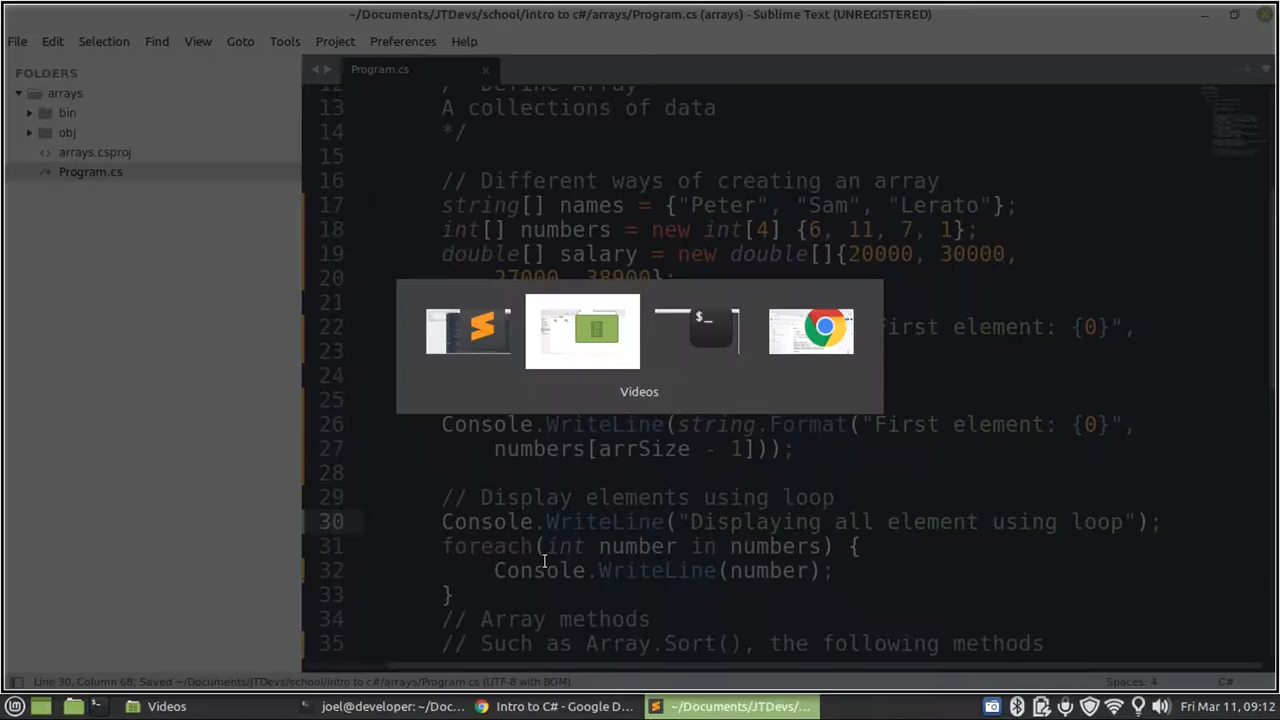 ~/Documents/JTDevs/school/intro to c#/arrays/Program.cs (arrays) - Sublime Text (UNREGISTERED)
File Edit Selection Find View Goto Tools Project Preferences Help
FOLDERS
arrays
bin
obj
arrays.csproj
Program.cs
Program.cs
12 / Define Array
13 A collections of data
14 */
15
16 // Different ways of creating an array
17 string[] names = {"Peter", "Sam", "Lerato"};
18 int[] numbers = new int[4] {6, 11, 7, 1};
19 double[] salary = new double[]{20000, 30000,
20 27000, 38900};
21
22 First element: {0}",
23
25
26 Console.WriteLine(string.Format("First element: {0}",
27 numbers[arrSize - 1]));
28
29 // Display elements using loop
30 Console.WriteLine("Displaying all element using loop");
31 foreach(int number in numbers) {
32 Console.WriteLine(number);
33 }
34 // Array methods
35 // Such as Array.Sort(), the following methods
$_
Videos
Line 30, Column 68; Saved ~/Documents/JTDevs/school/intro to c#/arrays/Program.cs (UTF-8 with BOM)
Spaces: 4
C#
Videos
joel@developer: ~/Doc...
Intro to C# - Google D...
~/Documents/JTDevs/...
Fri Mar 11, 09:12